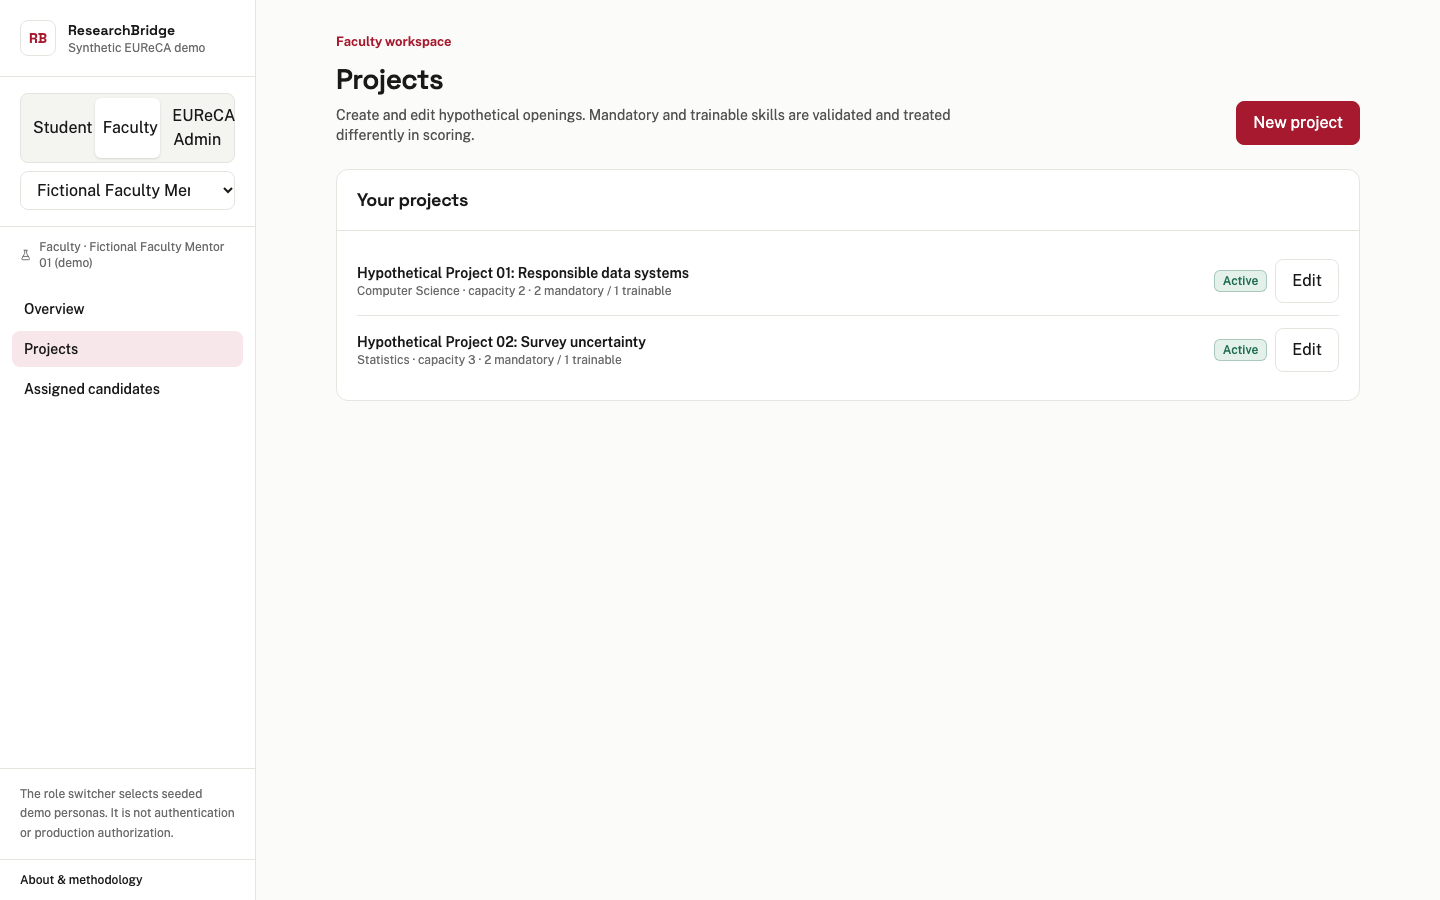 RB
ResearchBridge
Synthetic EUReCA demo
Student
Faculty
EUReCA
Admin
Fictional Faculty Mer
Faculty · Fictional Faculty Mentor
01 (demo)
Overview
Projects
Assigned candidates
The role switcher selects seeded
demo personas. It is not authentication
or production authorization.
About & methodology
Faculty workspace
Projects
Create and edit hypothetical openings. Mandatory and trainable skills are validated and treated
differently in scoring.
New project
Your projects
Hypothetical Project 01: Responsible data systems
Computer Science · capacity 2 · 2 mandatory / 1 trainable
Active
Edit
Hypothetical Project 02: Survey uncertainty
Statistics · capacity 3 · 2 mandatory / 1 trainable
Active
Edit